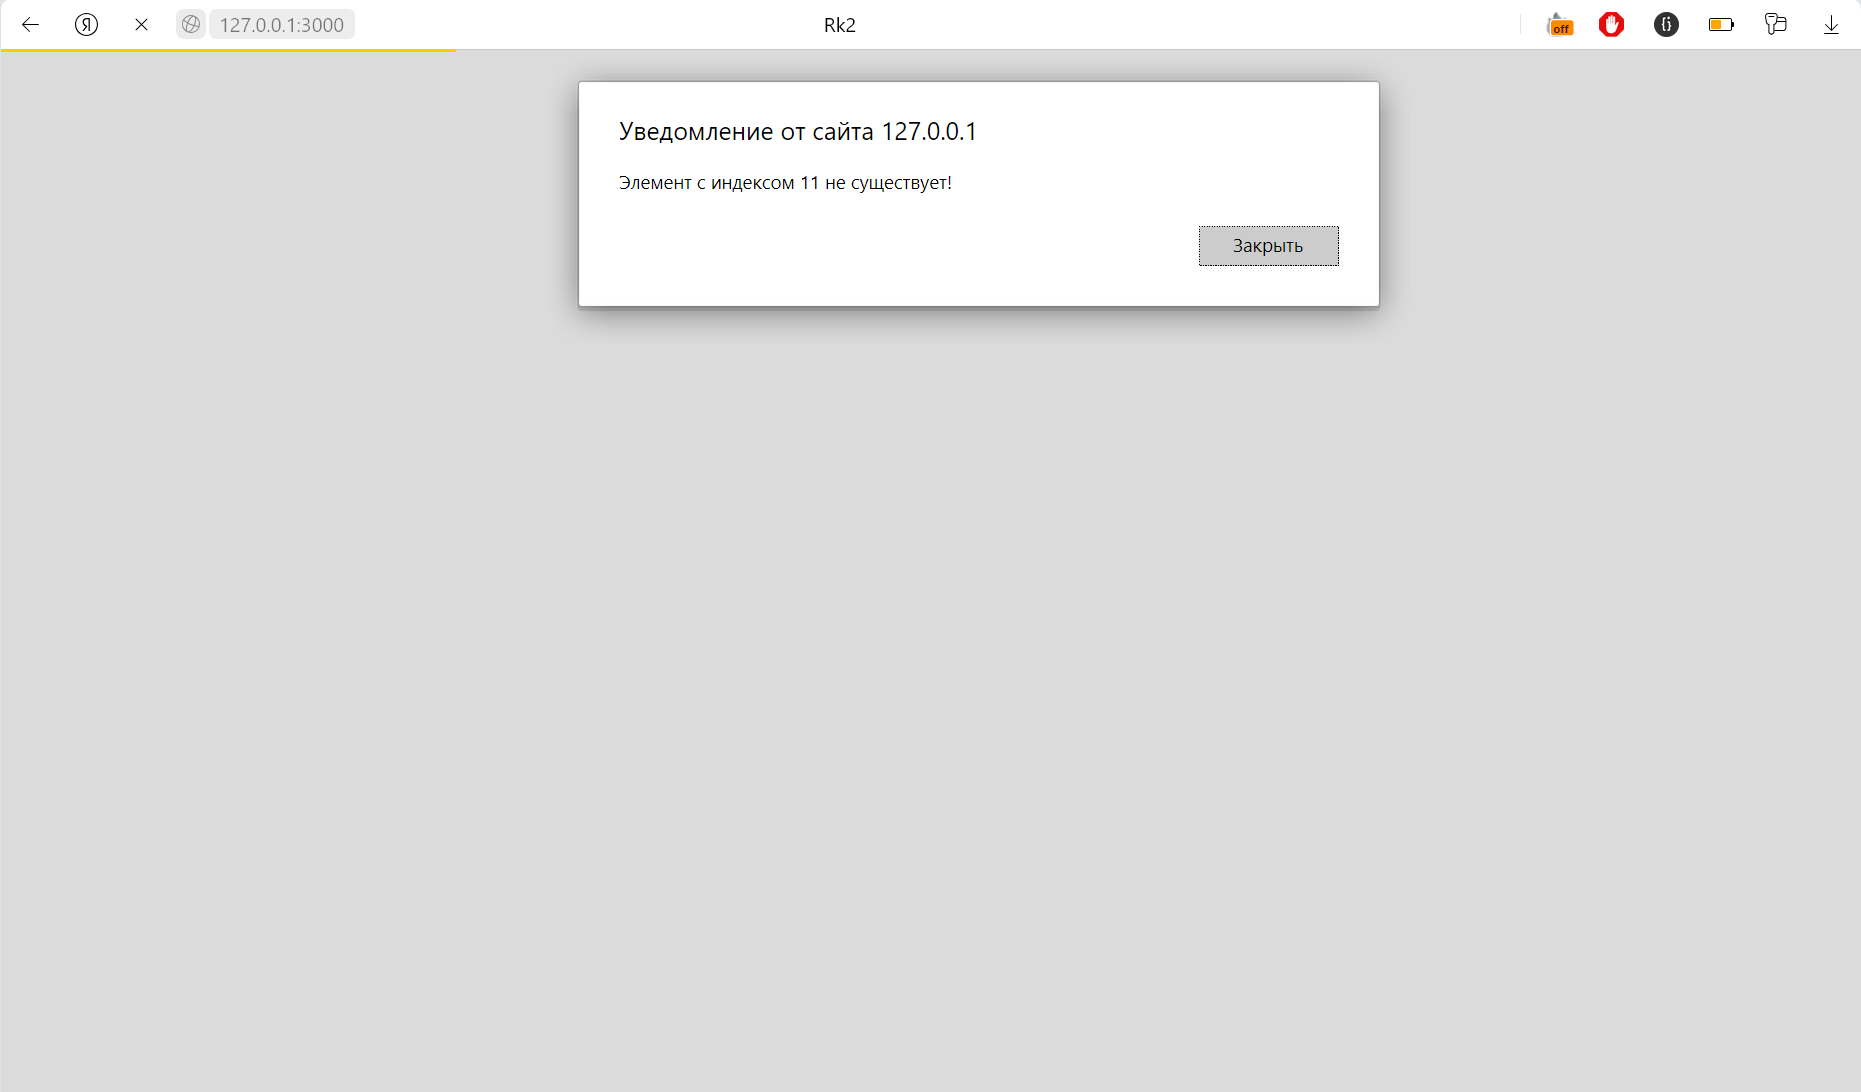 Я 127.0.0.1:3000 Rk2 off {;}
Уведомление от сайта 127.0.0.1
Элемент с индексом 11 не существует!
Закрыть